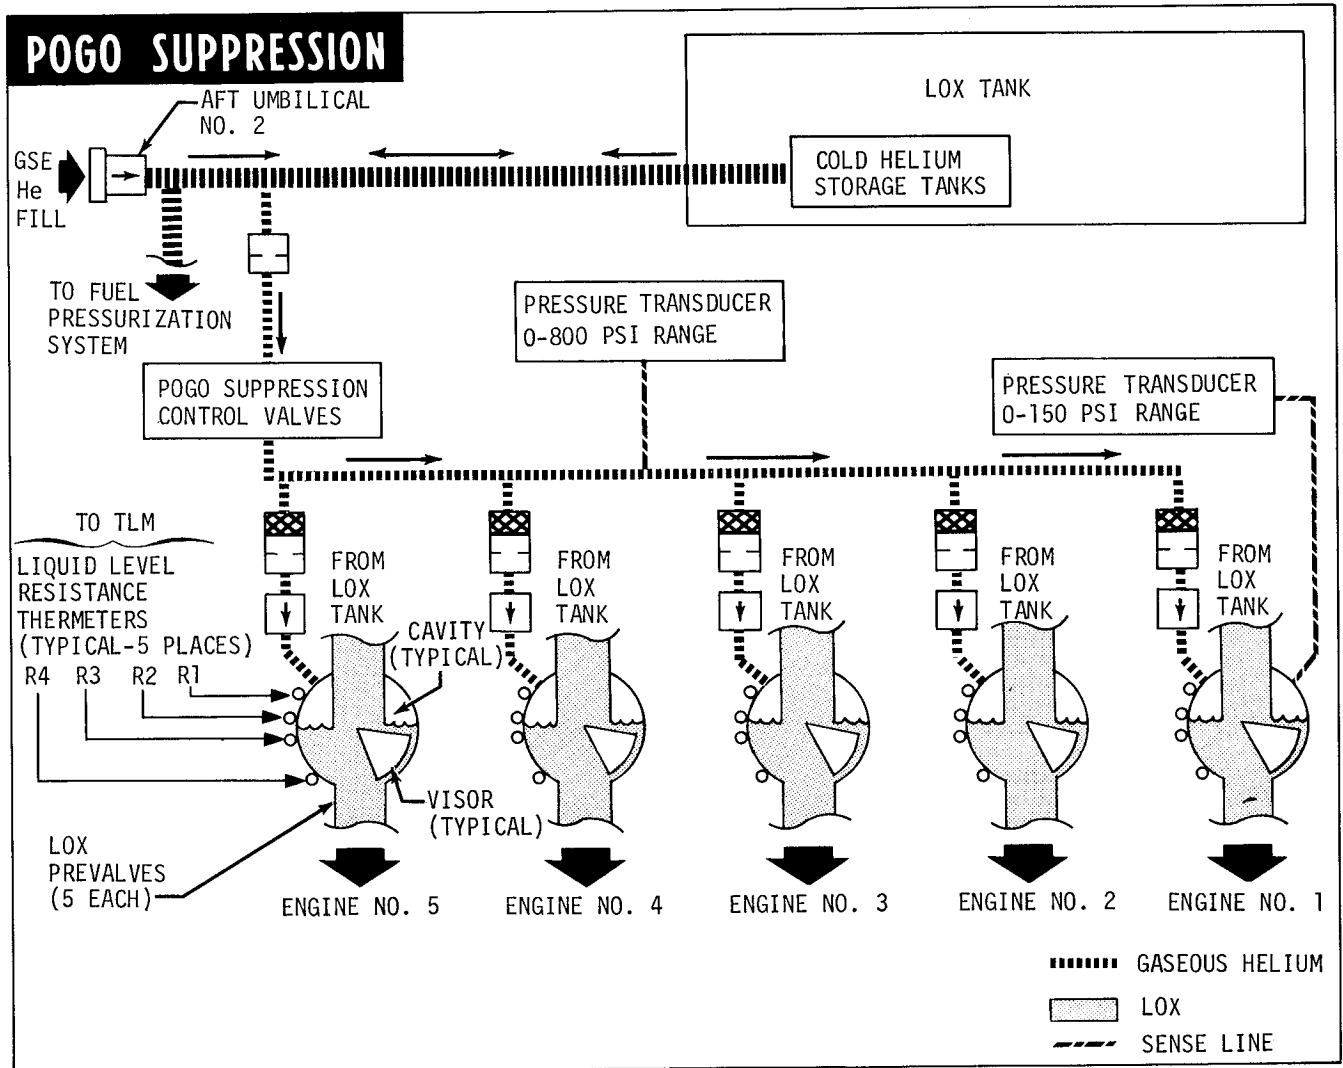 POGO SUPPRESSION
AFT UMBILICAL
NO. 2
GSE
He
FILL
LOX TANK
COLD HELIUM
STORAGE TANKS
TO FUEL
PRESSURIZATION
SYSTEM
PRESSURE TRANSDUCER
0-800 PSI RANGE
POGO SUPPRESSION
CONTROL VALVES
PRESSURE TRANSDUCER
0-150 PSI RANGE
TO TLM
LIQUID LEVEL
RESISTANCE
THERMETERS
(TYPICAL-5 PLACES)
R4 R3 R2 R1
FROM
LOX
TANK
FROM
LOX
TANK
FROM
LOX
TANK
FROM
LOX
TANK
FROM
LOX
TANK
CAVITY
(TYPICAL)
VISOR
(TYPICAL)
LOX
PREVALVES
(5 EACH)
ENGINE NO. 5
ENGINE NO. 4
ENGINE NO. 3
ENGINE NO. 2
ENGINE NO. 1
GASEOUS HELIUM
LOX
SENSE LINE